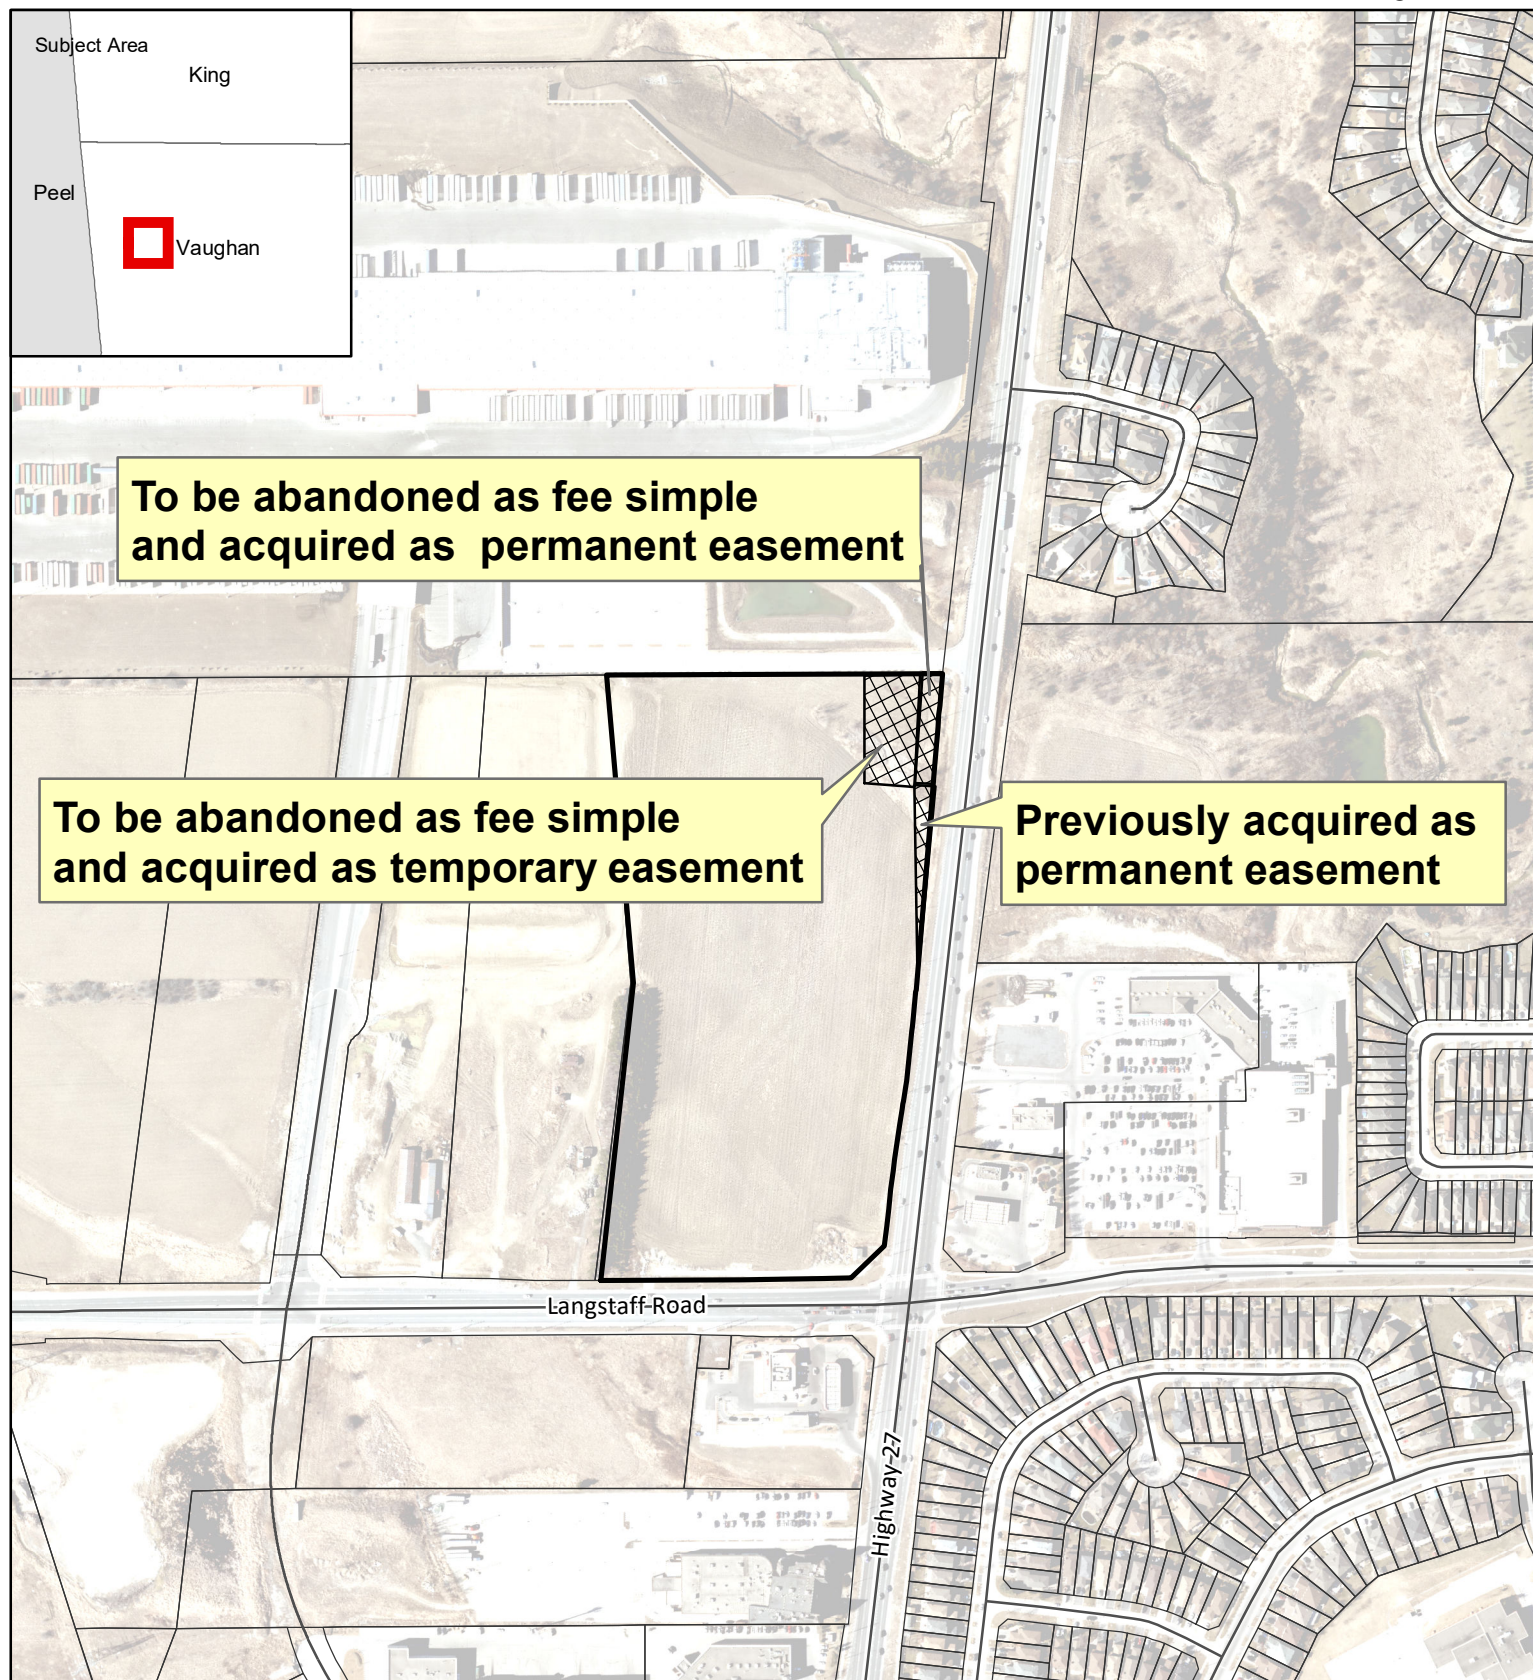 Subject Area
King
Peel
Vaughan
To be abandoned as fee simple
and acquired as  permanent easement
To be abandoned as fee simple
and acquired as temporary easement
Previously acquired as
permanent easement
Langstaff Road
Highway 27